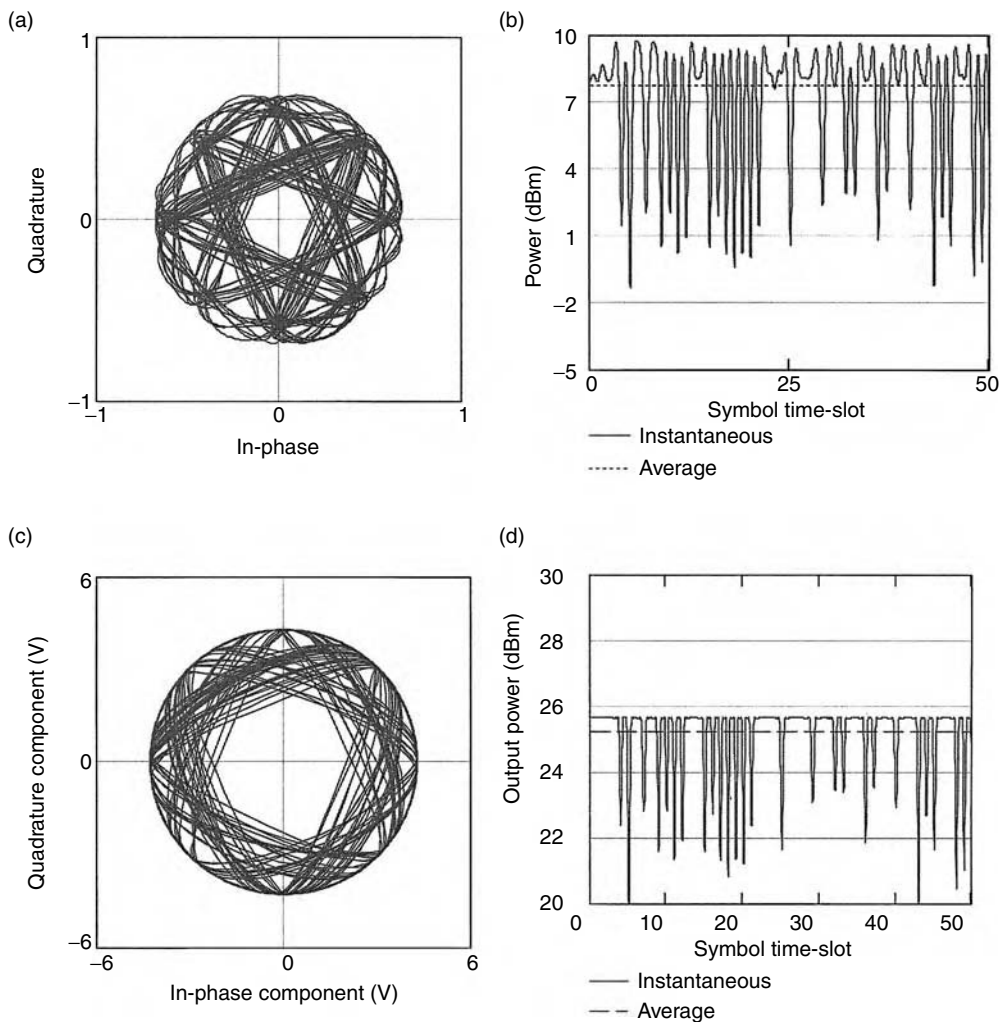 (a)
1
Quadrature
0
−1
−1
0
1
In-phase
(b)
10
7
4
1
−2
−5
Power (dBm)
0
25
50
Symbol time-slot
Instantaneous
Average
(c)
6
Quadrature component (V)
0
−6
−6
0
6
In-phase component (V)
(d)
30
28
26
24
22
20
Output power (dBm)
0
10
20
30
40
50
Symbol time-slot
Instantaneous
Average